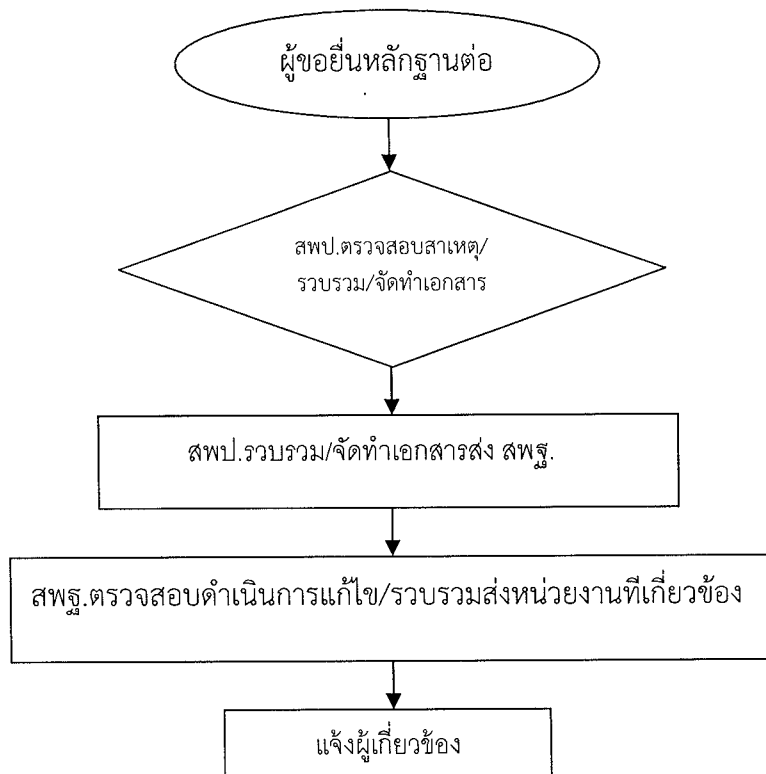 ผู้ขอยื่นหลักฐานต่อ
สพป.ตรวจสอบสาเหตุ/
รวบรวม/จัดทำเอกสาร
สพป.รวบรวม/จัดทำเอกสารส่ง สพฐ.
สพฐ.ตรวจสอบดำเนินการแก้ไข/รวบรวมส่งหน่วยงานที่เกี่ยวข้อง
แจ้งผู้เกี่ยวข้อง